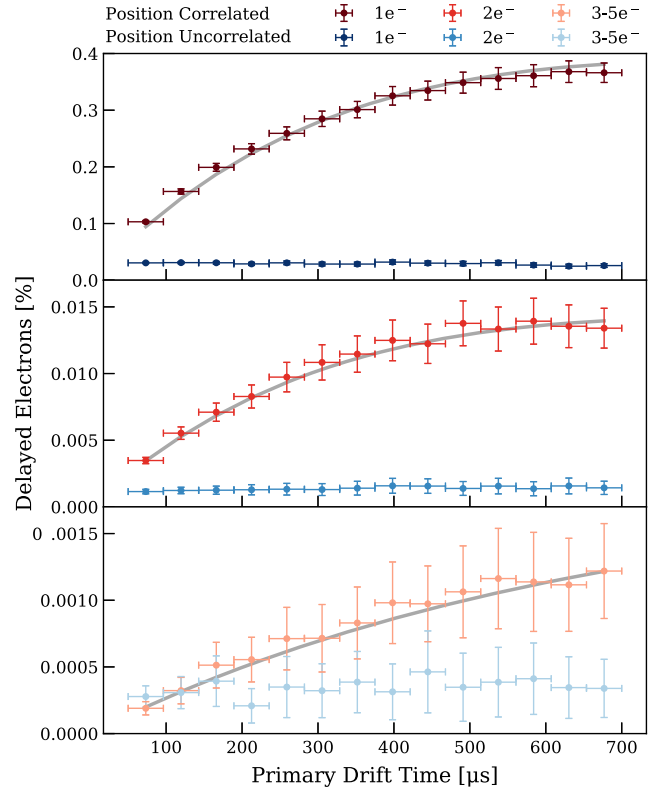 Position Correlated 1e⁻ 2e⁻ 3-5e⁻
Position Uncorrelated 1e⁻ 2e⁻ 3-5e⁻
0.4
0.3
0.2
0.1
0.0
0.015
0.010
0.005
0.000
0 .0015
0.0010
0.0005
0.0000
Delayed Electrons [%]
100 200 300 400 500 600 700
Primary Drift Time [μs]